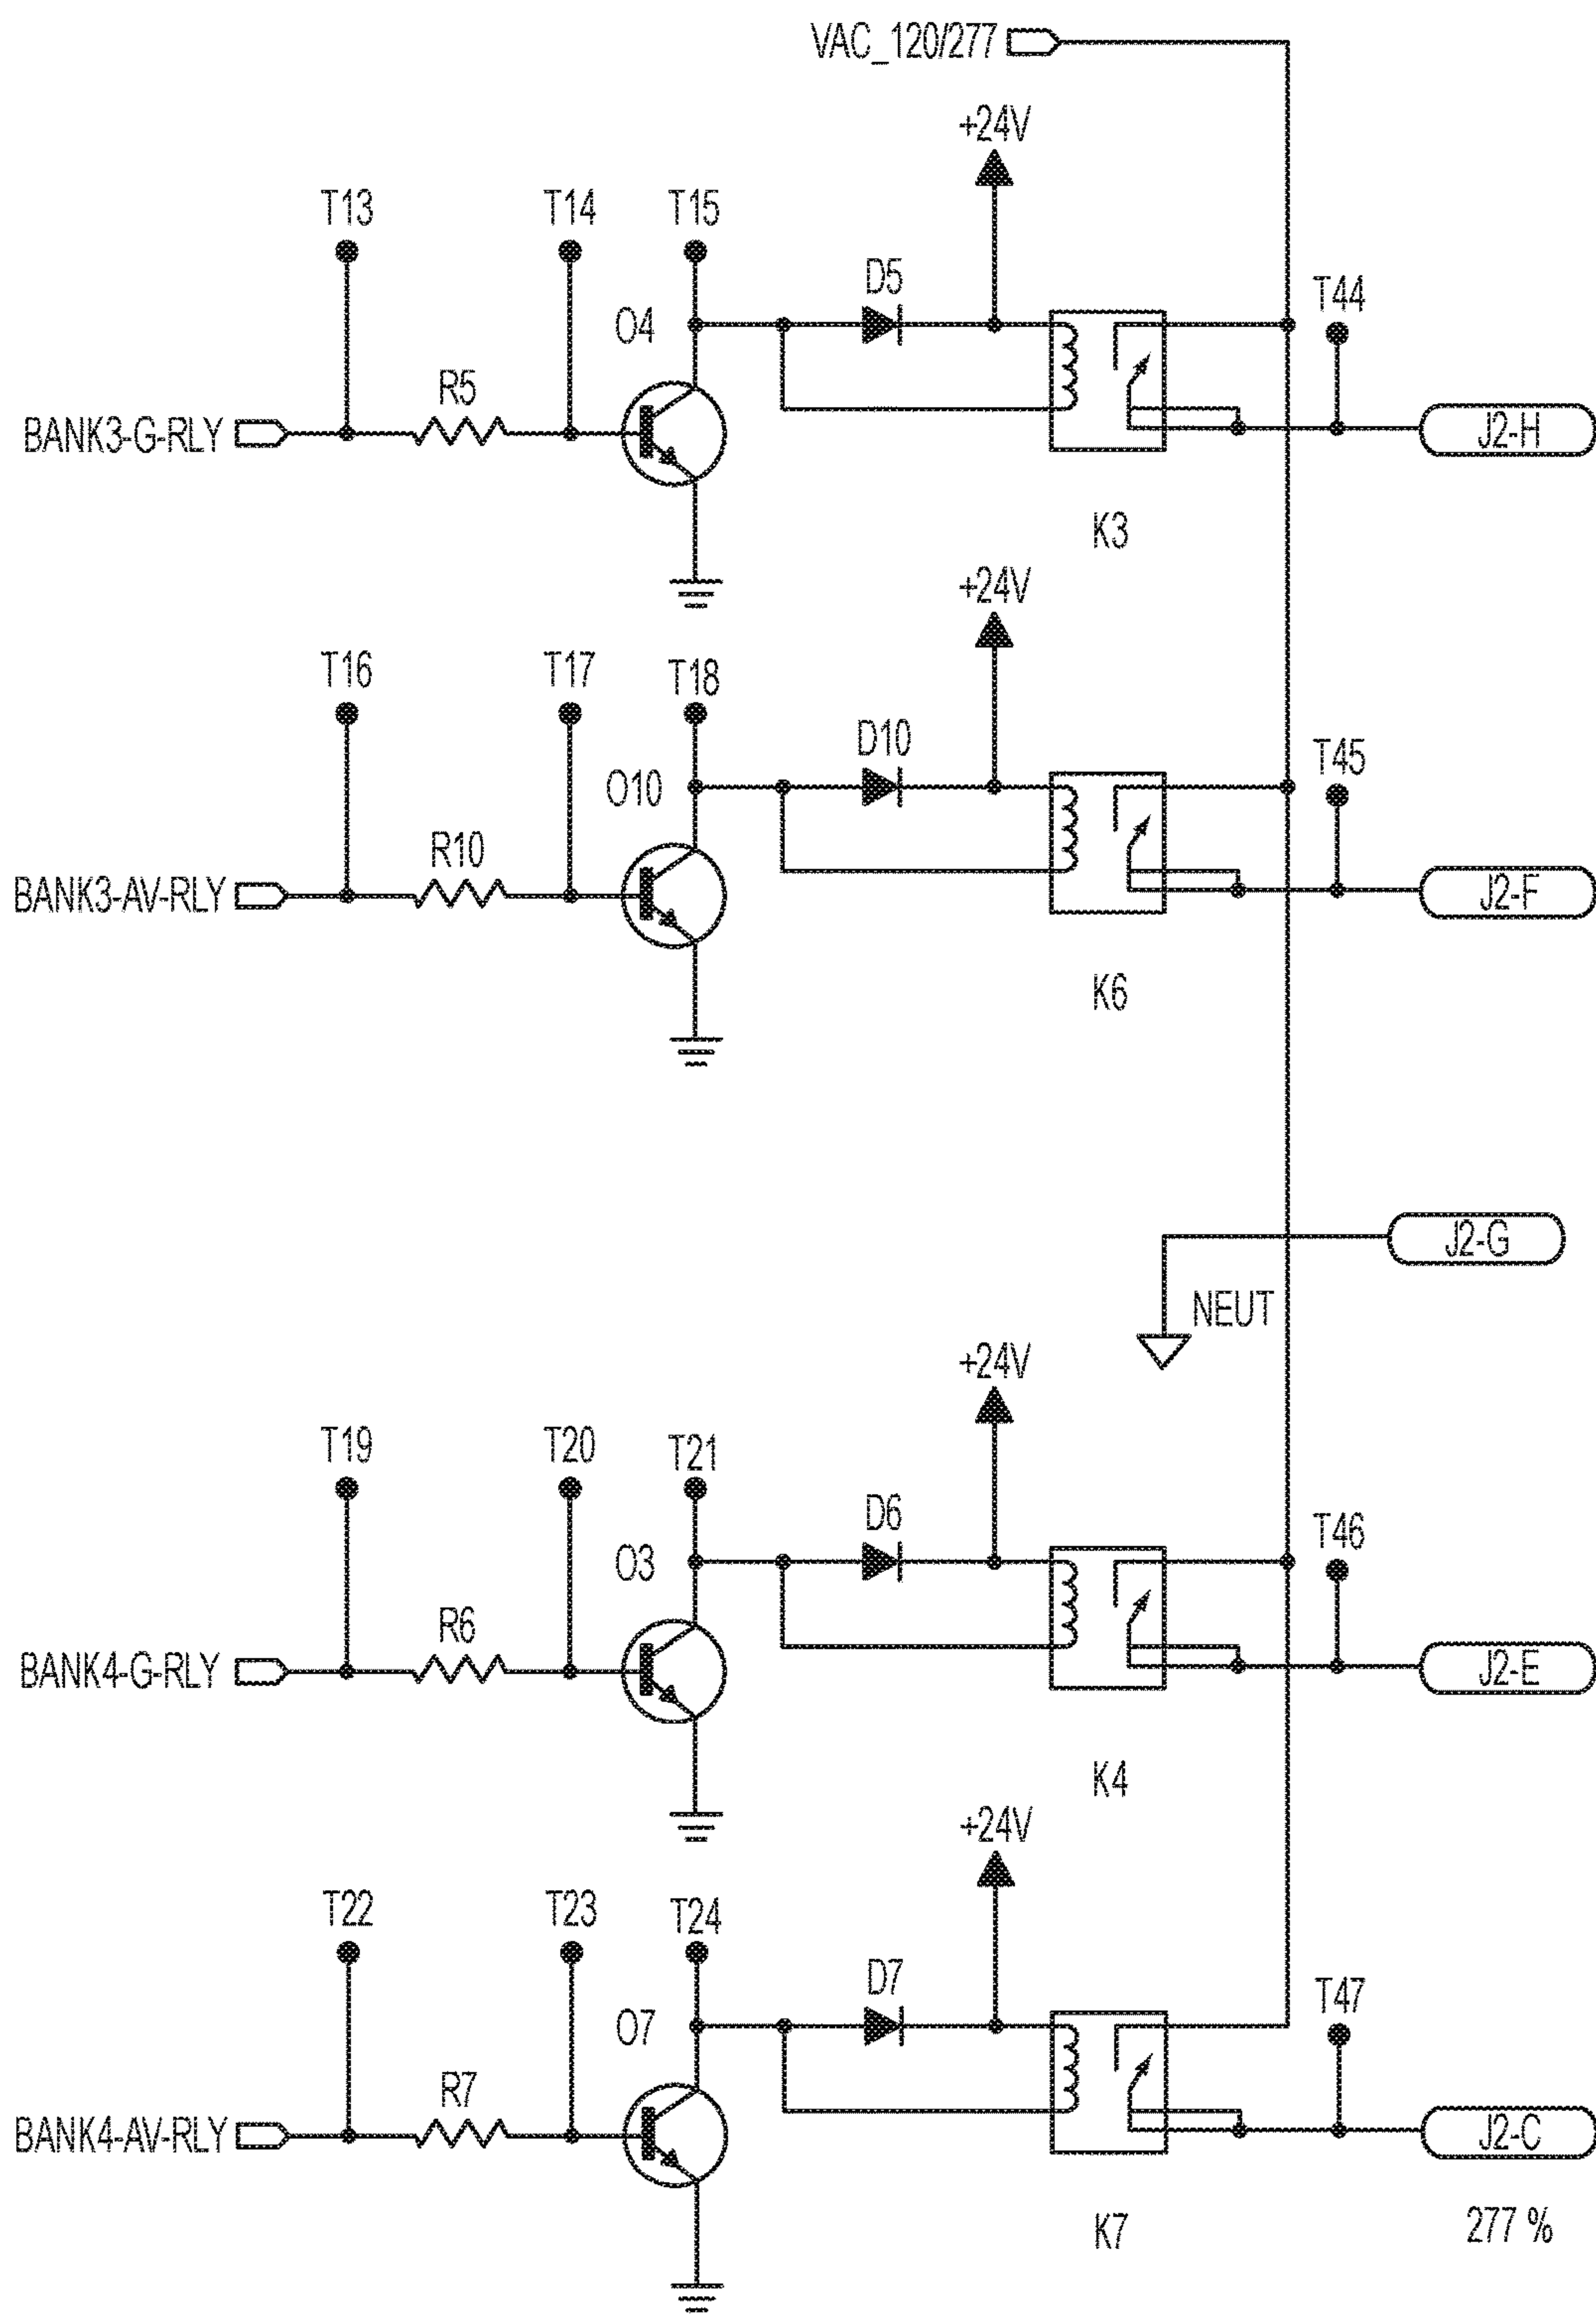 VAC_120/277
+24V
T13
T14
T15
D5
O4
T44
R5
BANK3-G-RLY
J2-H
K3
+24V
T16
T17
T18
D10
O10
T45
R10
BANK3-AV-RLY
J2-F
K6
J2-G
NEUT
+24V
T19
T20
T21
D6
O3
T46
R6
BANK4-G-RLY
J2-E
K4
+24V
T22
T23
T24
D7
O7
T47
R7
BANK4-AV-RLY
J2-C
K7
277 %